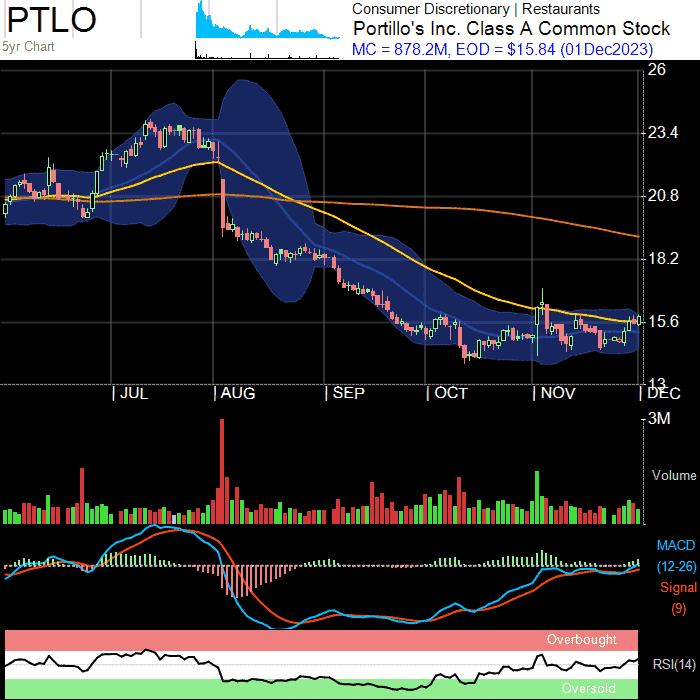 PTLO
5yr Chart
Consumer Discretionary | Restaurants
Portillo's Inc. Class A Common Stock
MC = 878.2M, EOD = $15.84 (01Dec2023)
26
23.4
20.8
18.2
15.6
13
| JUL | AUG | SEP | OCT | NOV | DEC
3M
Volume
MACD
(12-26)
Signal
(9)
Overbought
RSI(14)
Oversold